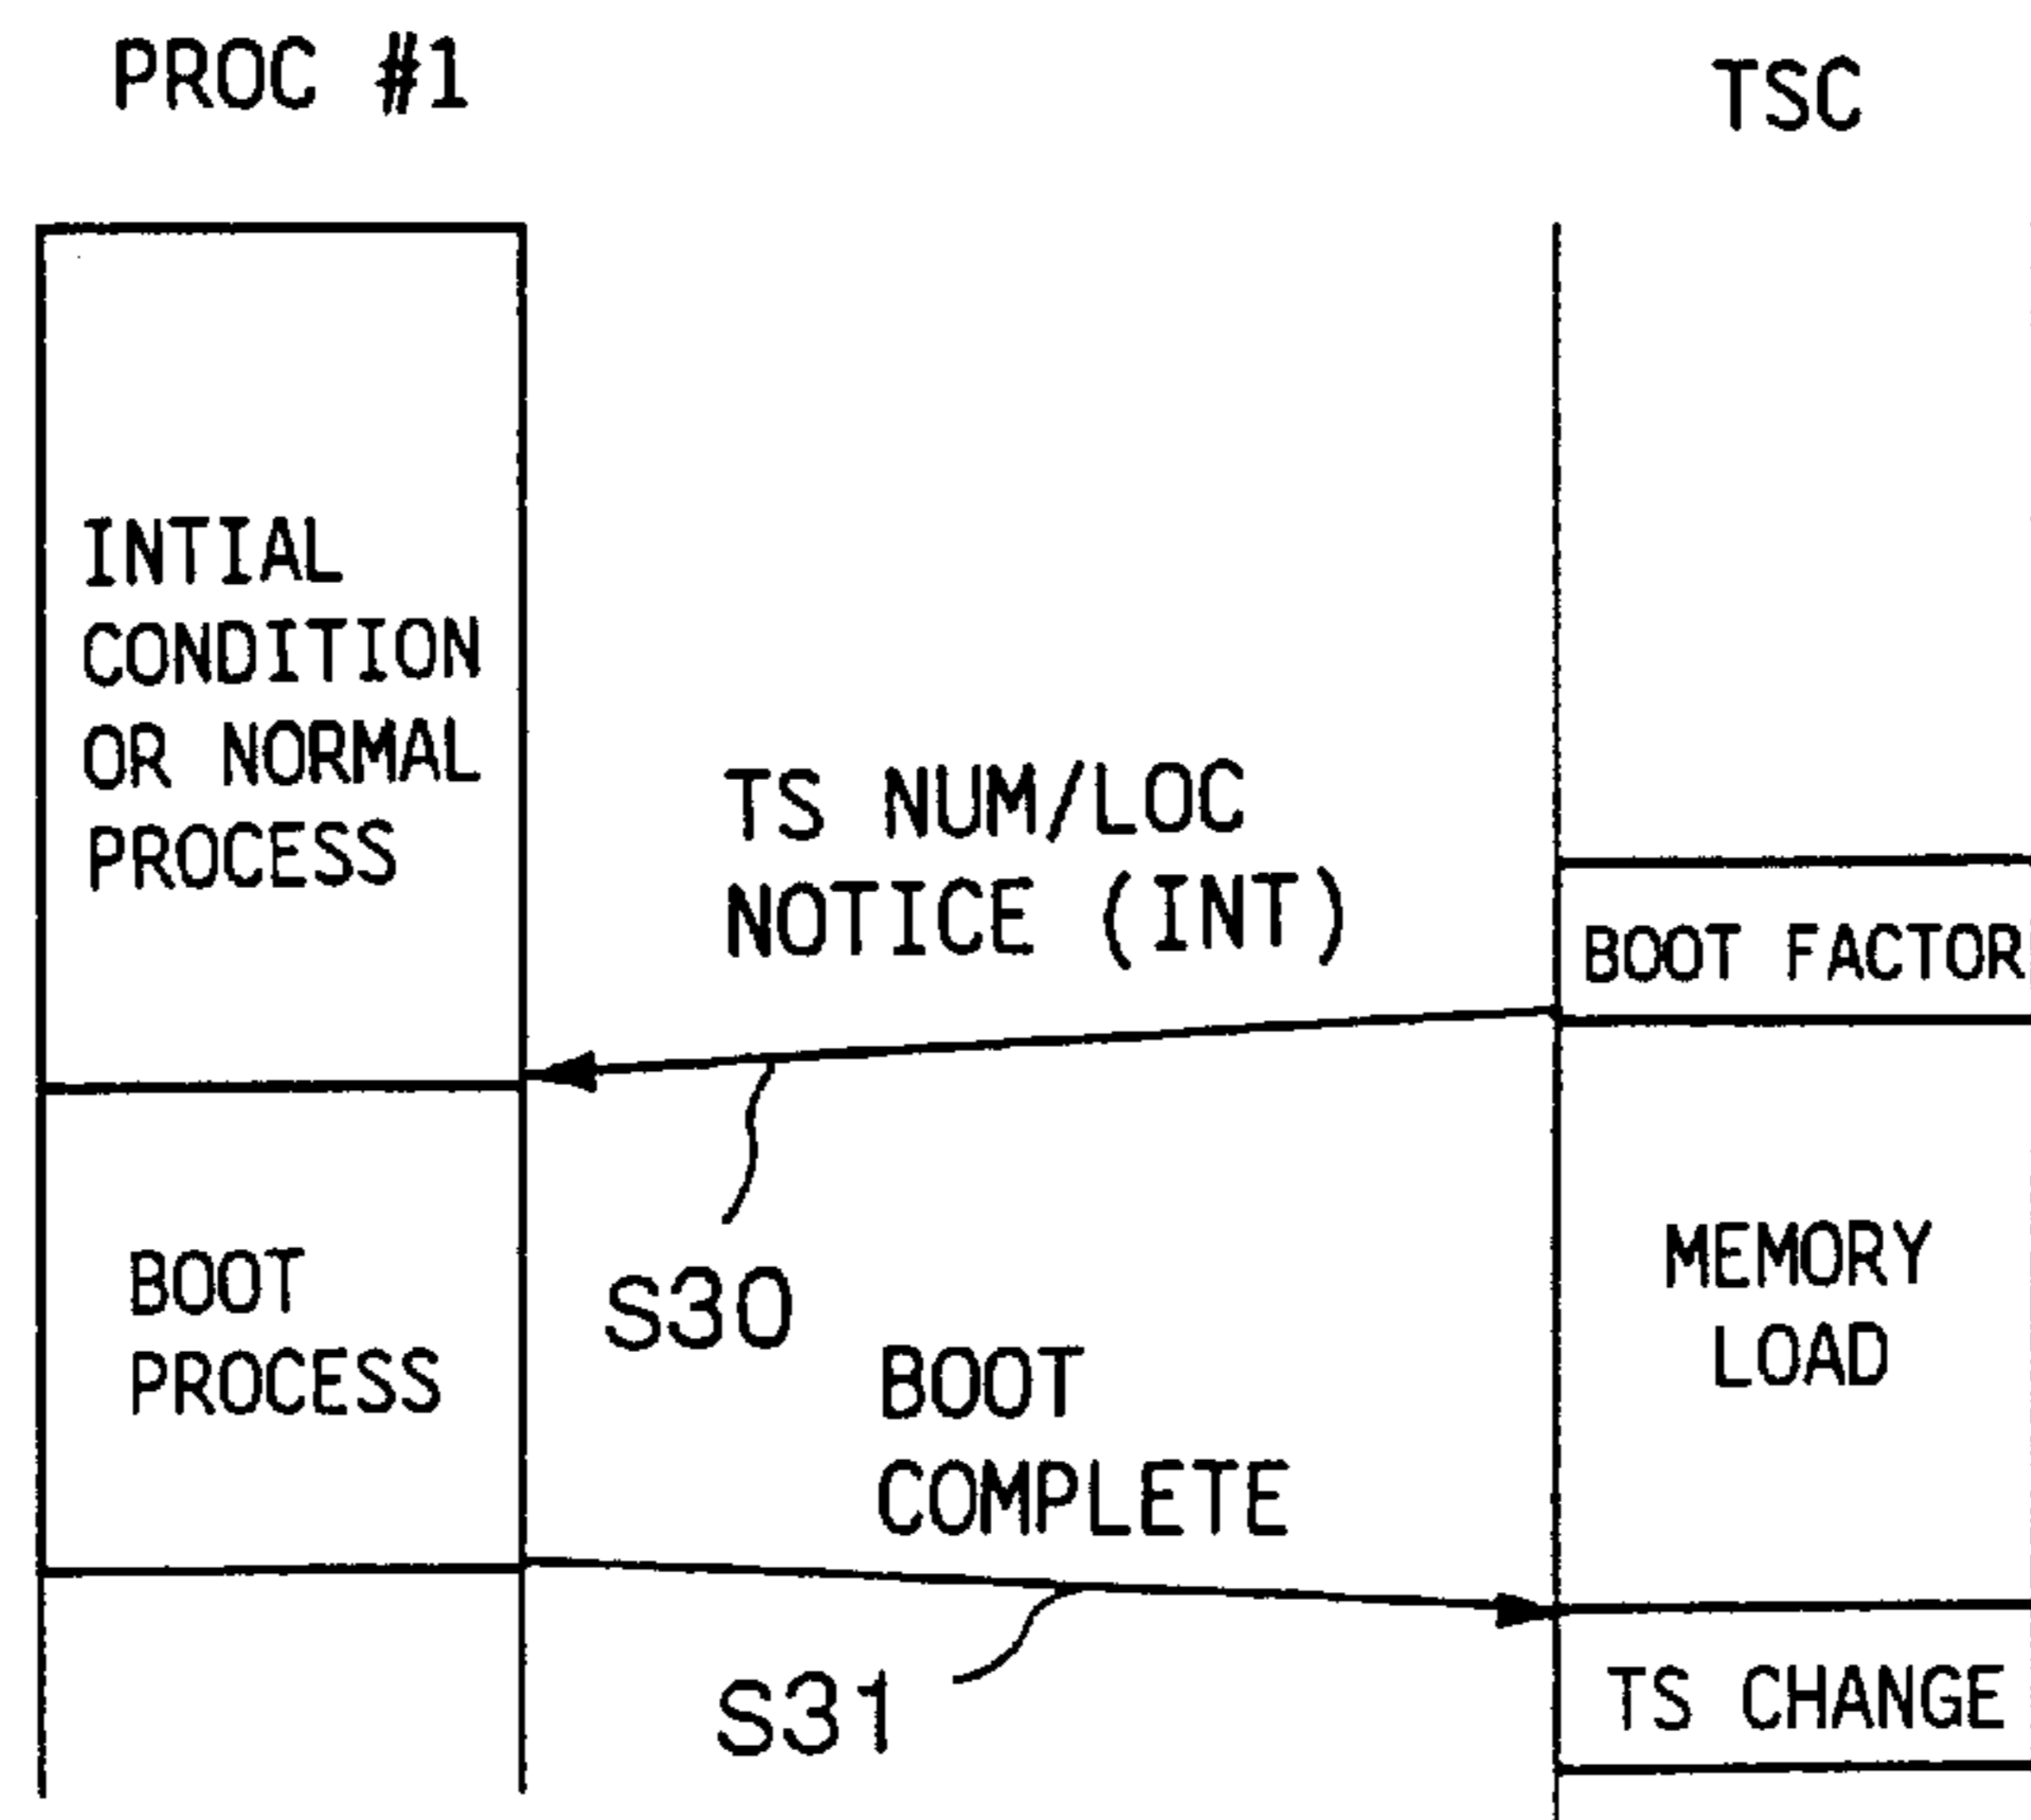 PROC #1
TSC
INTIAL
CONDITION
OR NORMAL
PROCESS
TS NUM/LOC
NOTICE (INT)
BOOT FACTOR
S30
BOOT
PROCESS
MEMORY
LOAD
BOOT
COMPLETE
S31
TS CHANGE